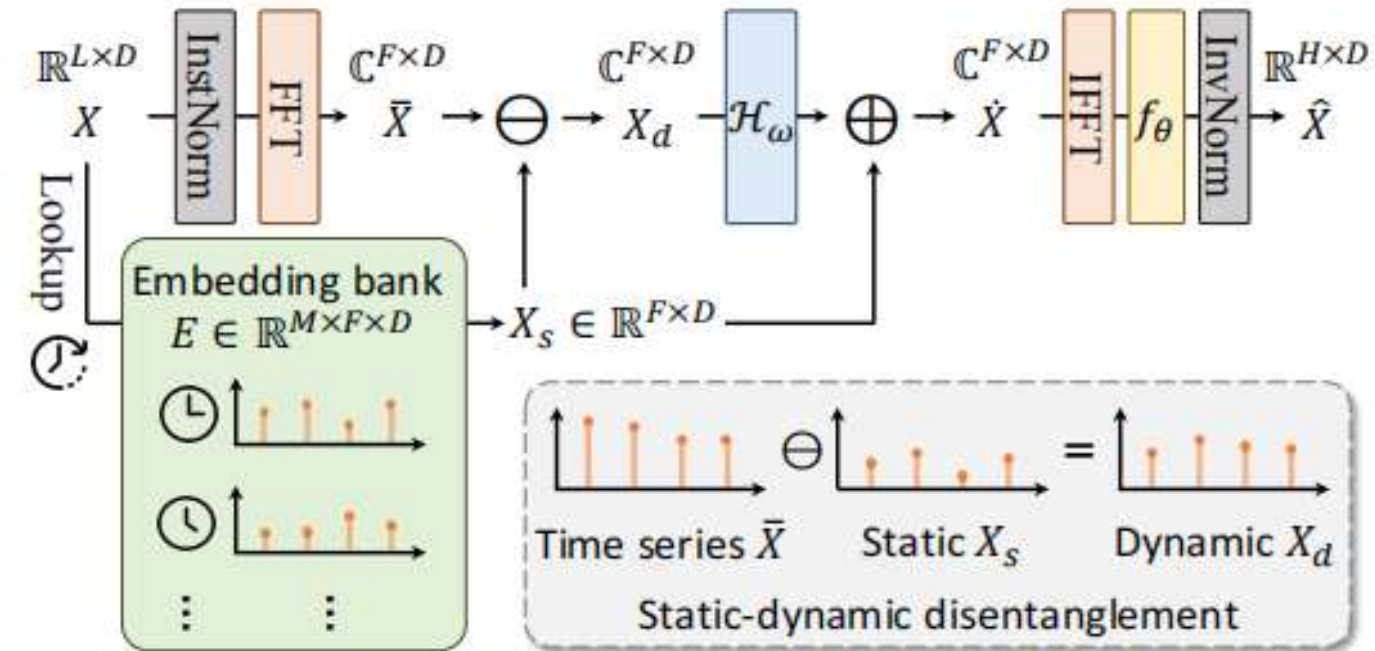 ℝ^{L×D}
X
InstNorm
FFT
ℂ^{F×D}
X̄
⊖
ℂ^{F×D}
X_d
ℋ_ω
⊕
ℂ^{F×D}
Ẋ
IFFT
f_θ
InvNorm
ℝ^{H×D}
X̂
Lookup
Embedding bank
E ∈ ℝ^{M×F×D}
⋮ ⋮
X_s ∈ ℝ^{F×D}
⊖ =
Time series X̄ Static X_s Dynamic X_d
Static-dynamic disentanglement